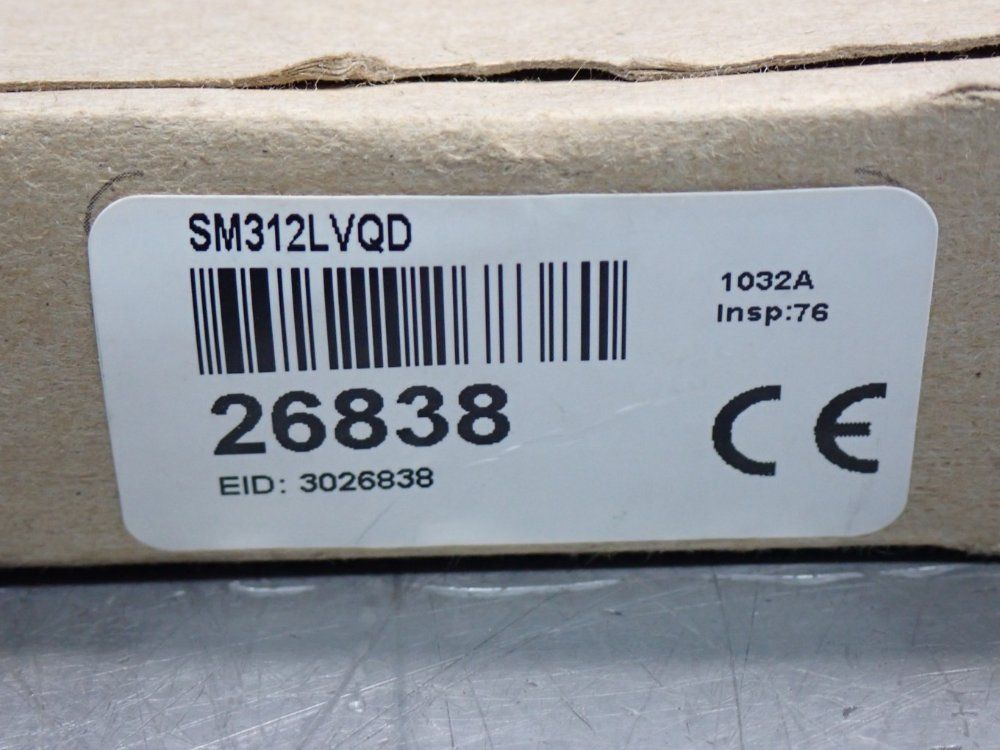 SM312LVQD
1032A
Insp:76
26838
EID: 3026838
CE